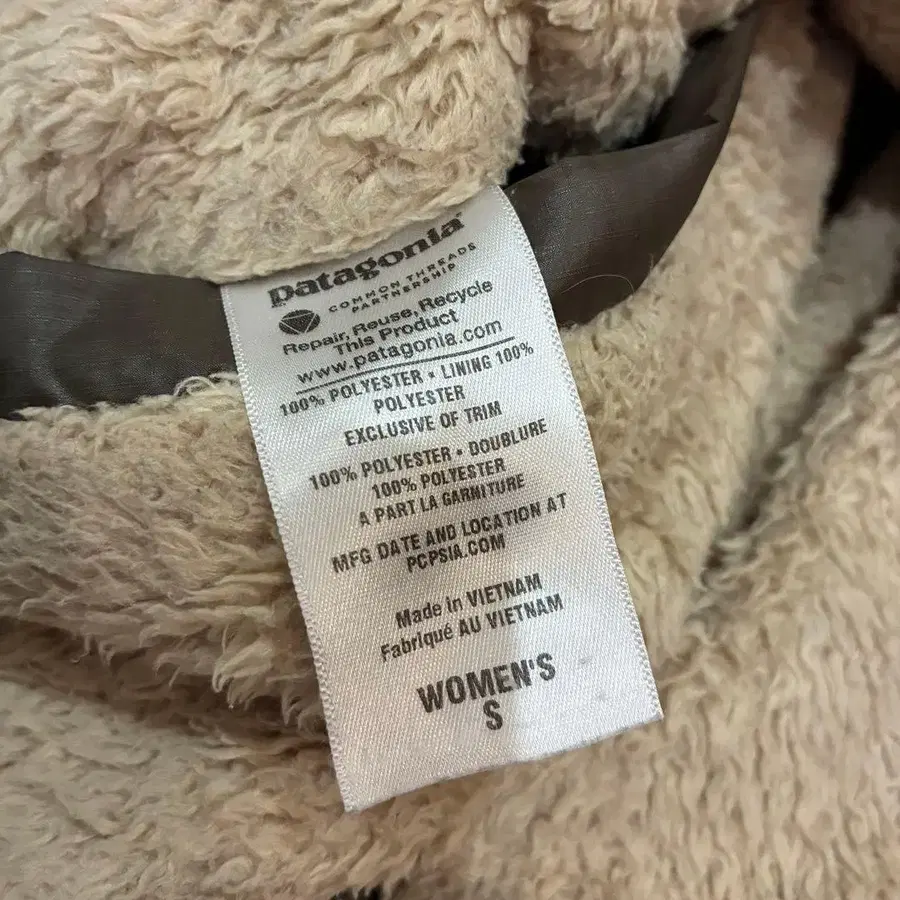 patagonia
COMMON THREADS
PARTNERSHIP
Repair, Reuse, Recycle
This Product
www.patagonia.com
100% POLYESTER • LINING 100%
POLYESTER
EXCLUSIVE OF TRIM
100% POLYESTER • DOUBLURE
100% POLYESTER
A PART LA GARNITURE
MFG DATE AND LOCATION AT
PCPSIA.COM
Made in VIETNAM
Fabriqué AU VIETNAM
WOMEN'S
S